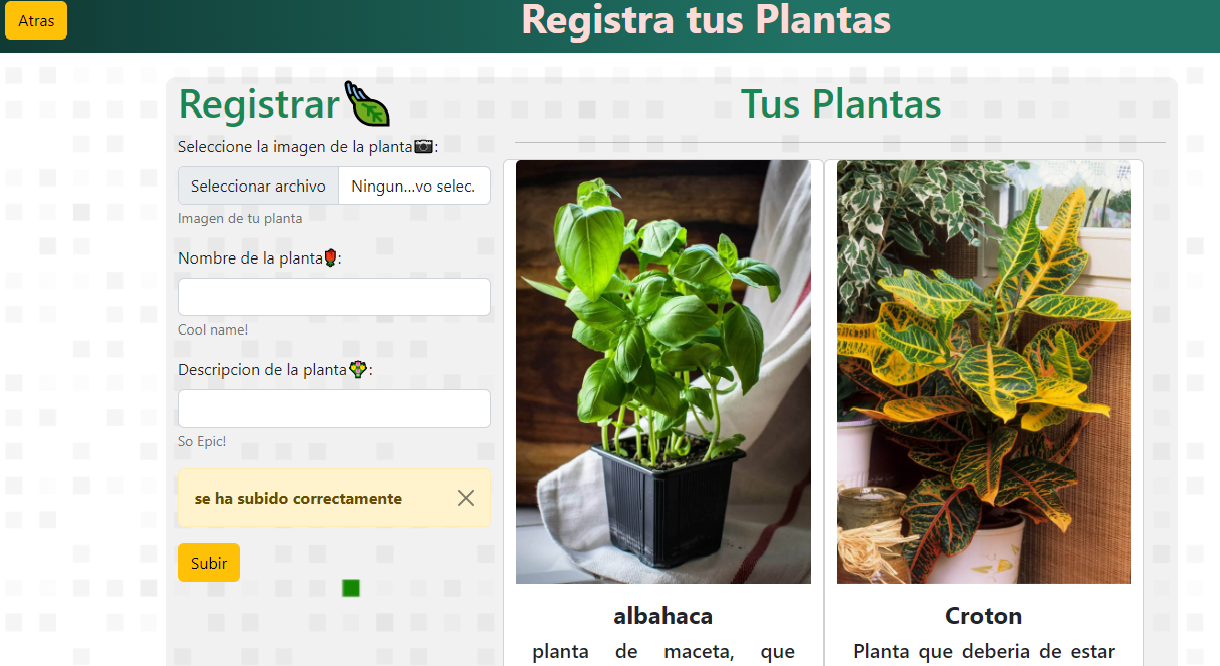 Atras
Registra tus Plantas
Registrar
Seleccione la imagen de la planta📷:
Seleccionar archivo Ningun...vo selec.
Imagen de tu planta
Nombre de la planta🌹:
Cool name!
Descripcion de la planta💐:
So Epic!
se ha subido correctamente
Subir
Tus Plantas
albahaca
planta de maceta, que
Croton
Planta que deberia de estar